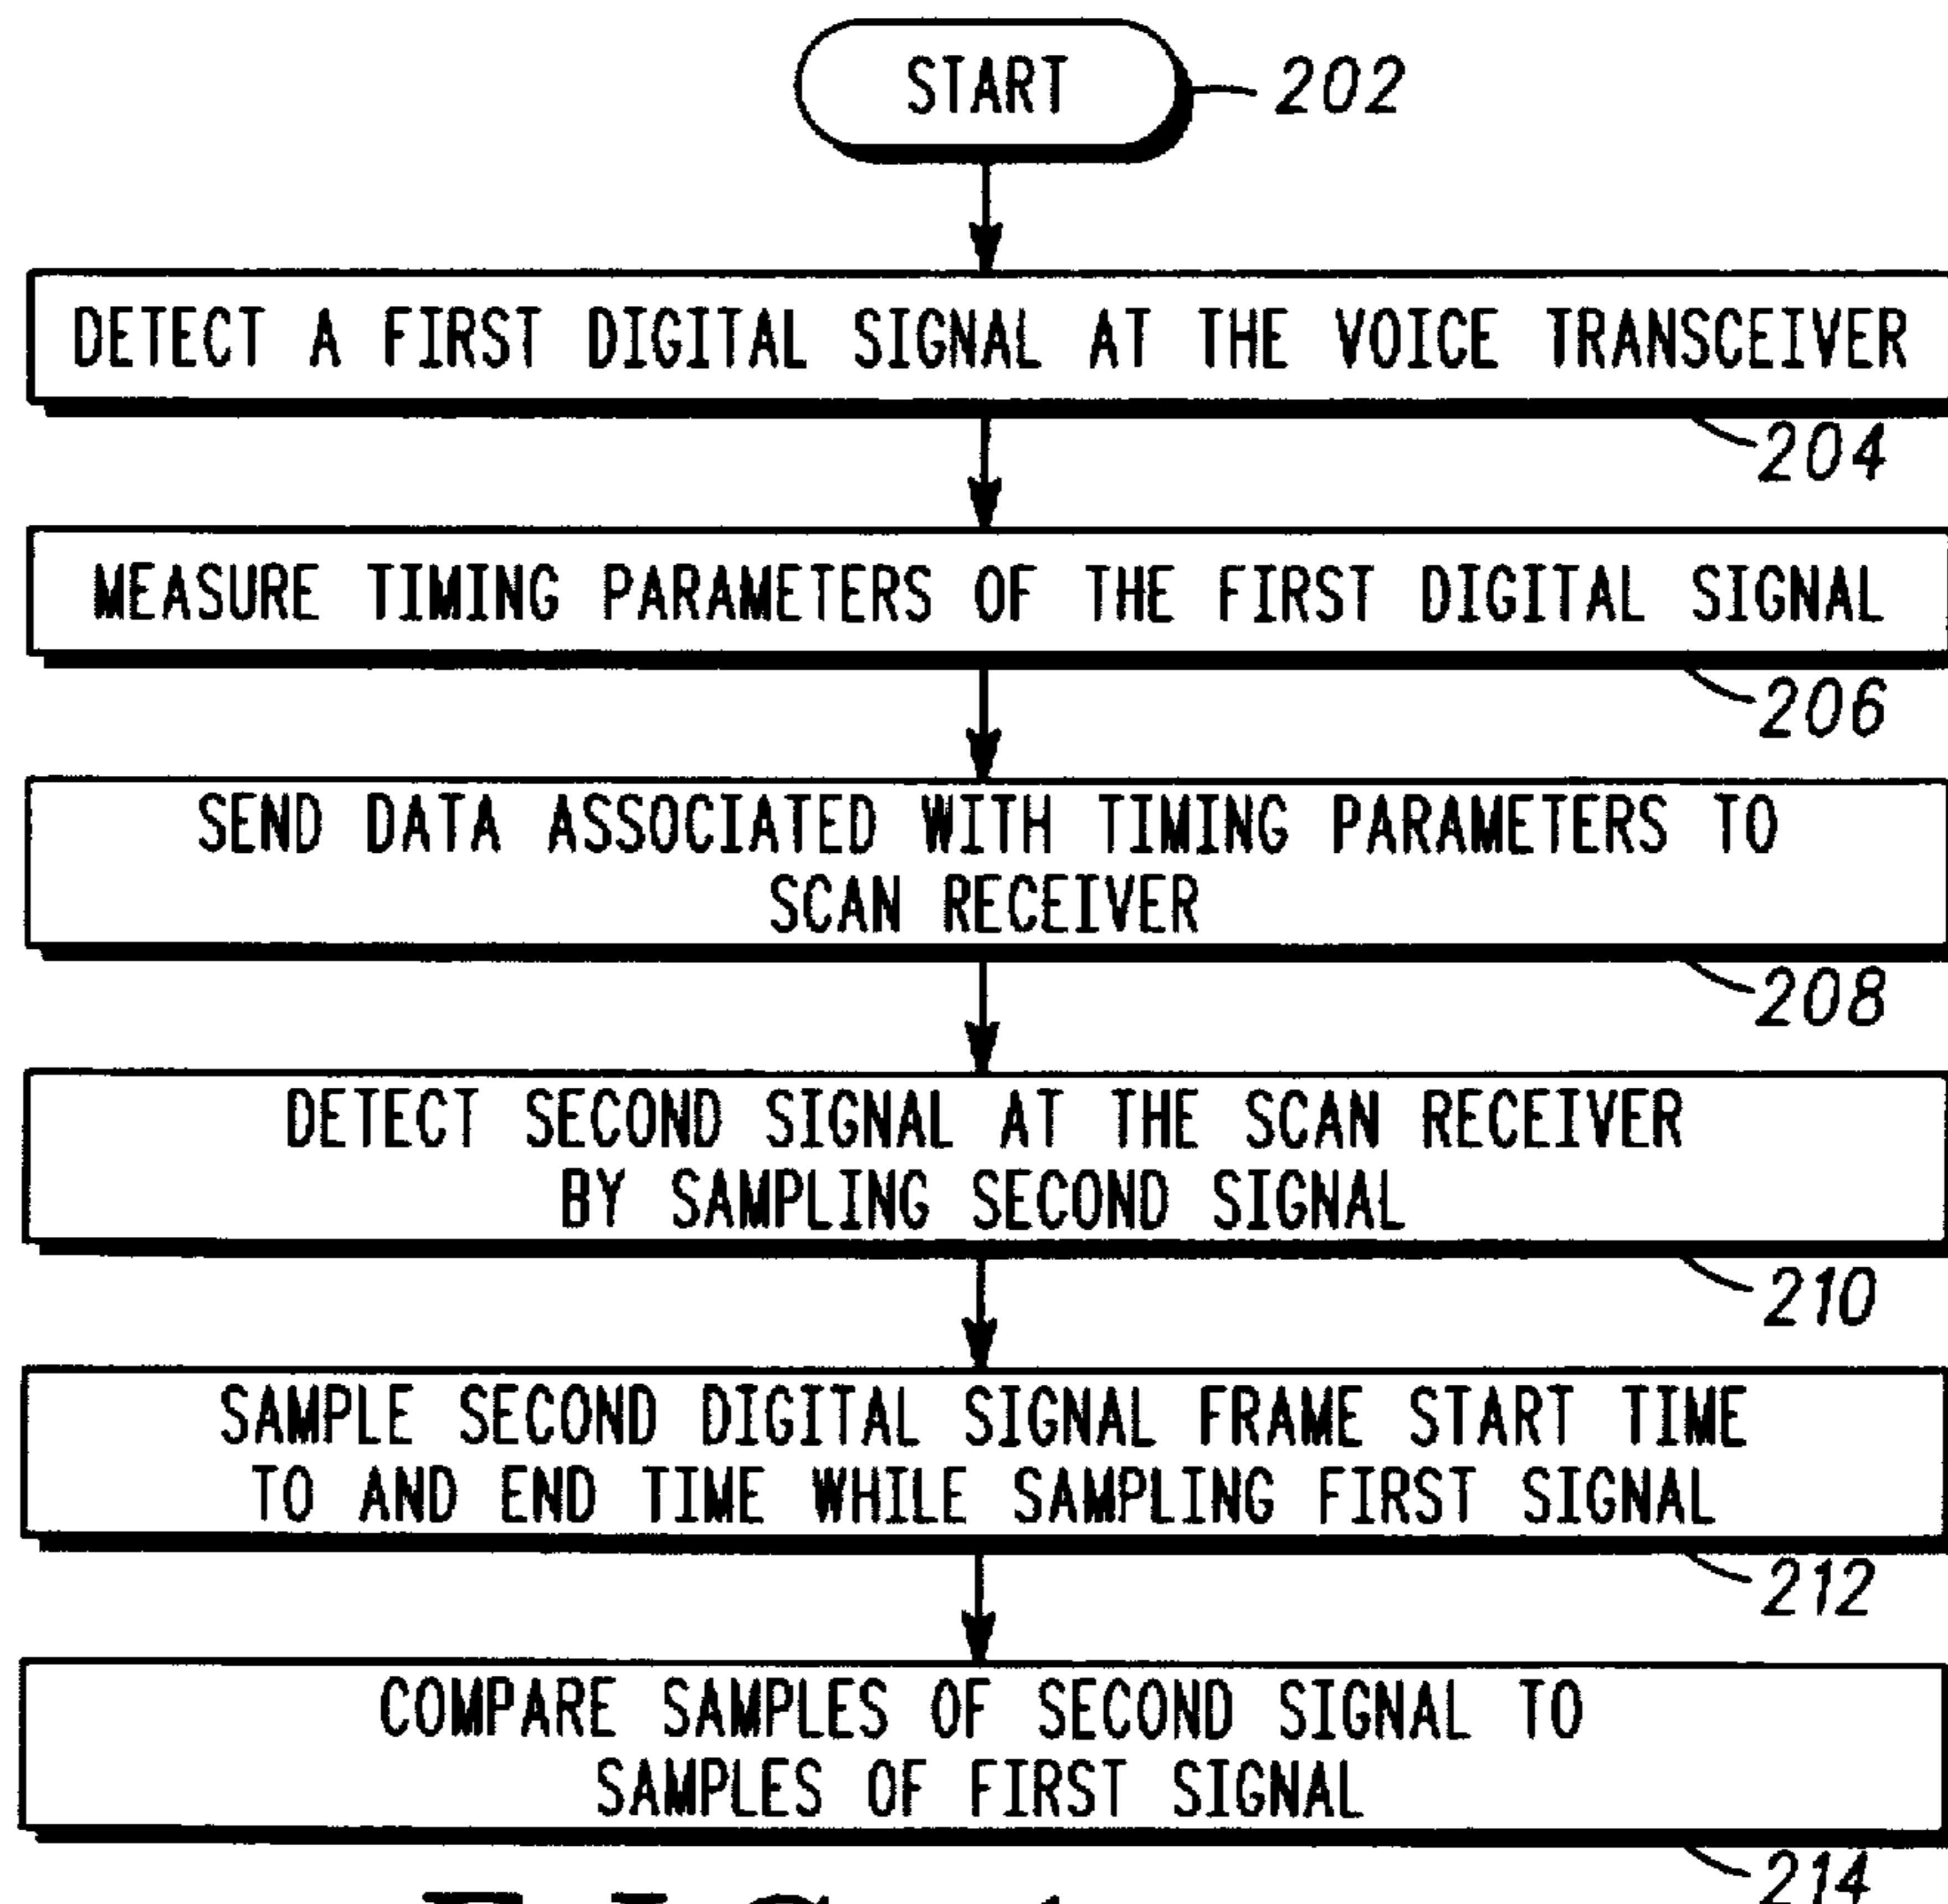 START
202
DETECT A FIRST DIGITAL SIGNAL AT THE VOICE TRANSCEIVER
204
MEASURE TIMING PARAMETERS OF THE FIRST DIGITAL SIGNAL
206
SEND DATA ASSOCIATED WITH TIMING PARAMETERS TO
SCAN RECEIVER
208
DETECT SECOND SIGNAL AT THE SCAN RECEIVER
BY SAMPLING SECOND SIGNAL
210
SAMPLE SECOND DIGITAL SIGNAL FRAME START TIME
TO AND END TIME WHILE SAMPLING FIRST SIGNAL
212
COMPARE SAMPLES OF SECOND SIGNAL TO
SAMPLES OF FIRST SIGNAL
214